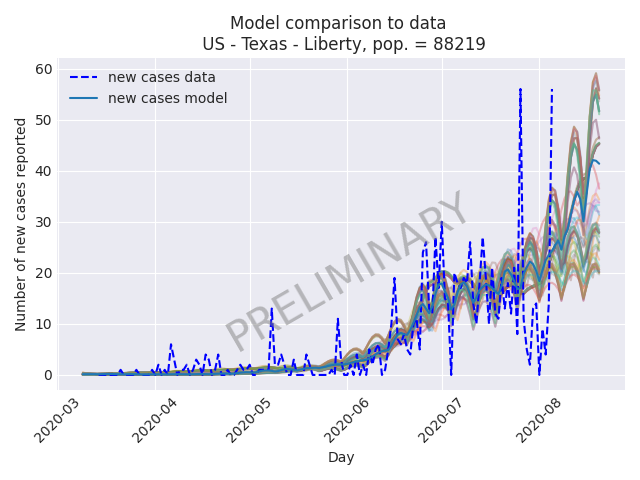 Model comparison to data
US - Texas - Liberty, pop. = 88219
new cases data
new cases model
PRELIMINARY
Number of new cases reported
60
50
40
30
20
10
0
2020-03
2020-04
2020-05
2020-06
2020-07
2020-08
Day